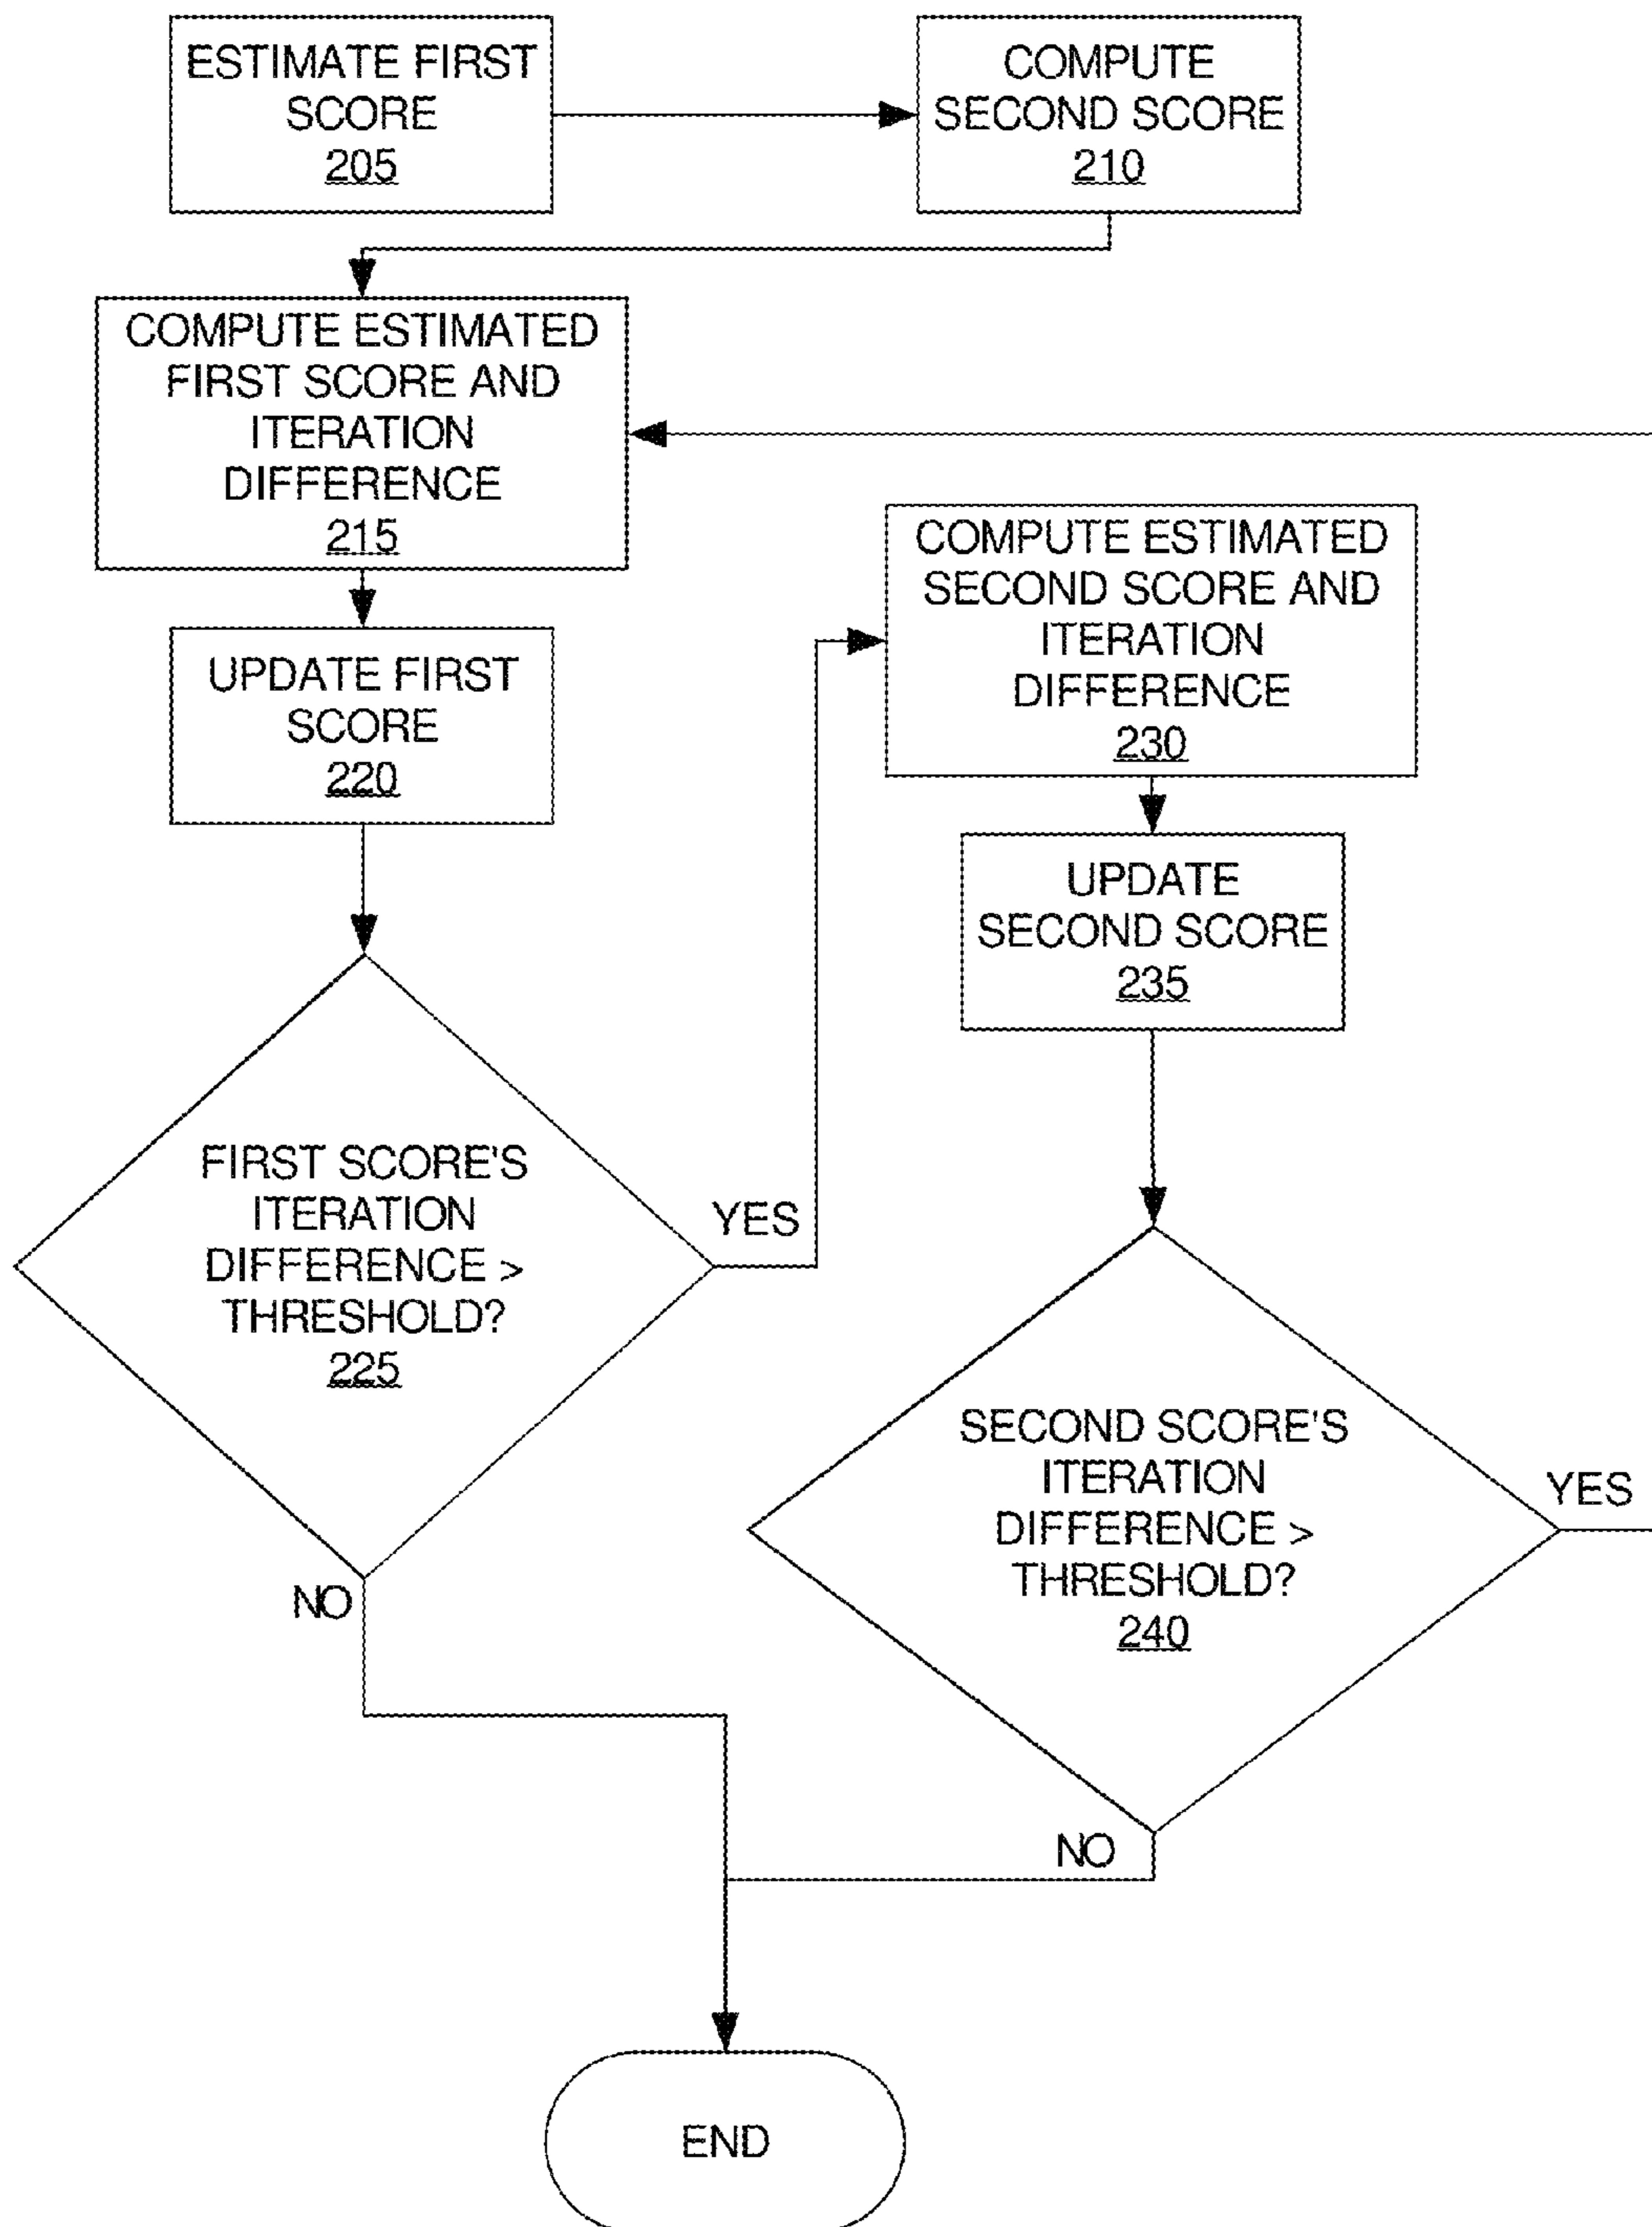 ESTIMATE FIRST
SCORE
205
COMPUTE
SECOND SCORE
210
COMPUTE ESTIMATED
FIRST SCORE AND
ITERATION
DIFFERENCE
215
UPDATE FIRST
SCORE
220
FIRST SCORE'S
ITERATION
DIFFERENCE >
THRESHOLD?
225
YES
NO
COMPUTE ESTIMATED
SECOND SCORE AND
ITERATION
DIFFERENCE
230
UPDATE
SECOND SCORE
235
SECOND SCORE'S
ITERATION
DIFFERENCE >
THRESHOLD?
240
YES
NO
END